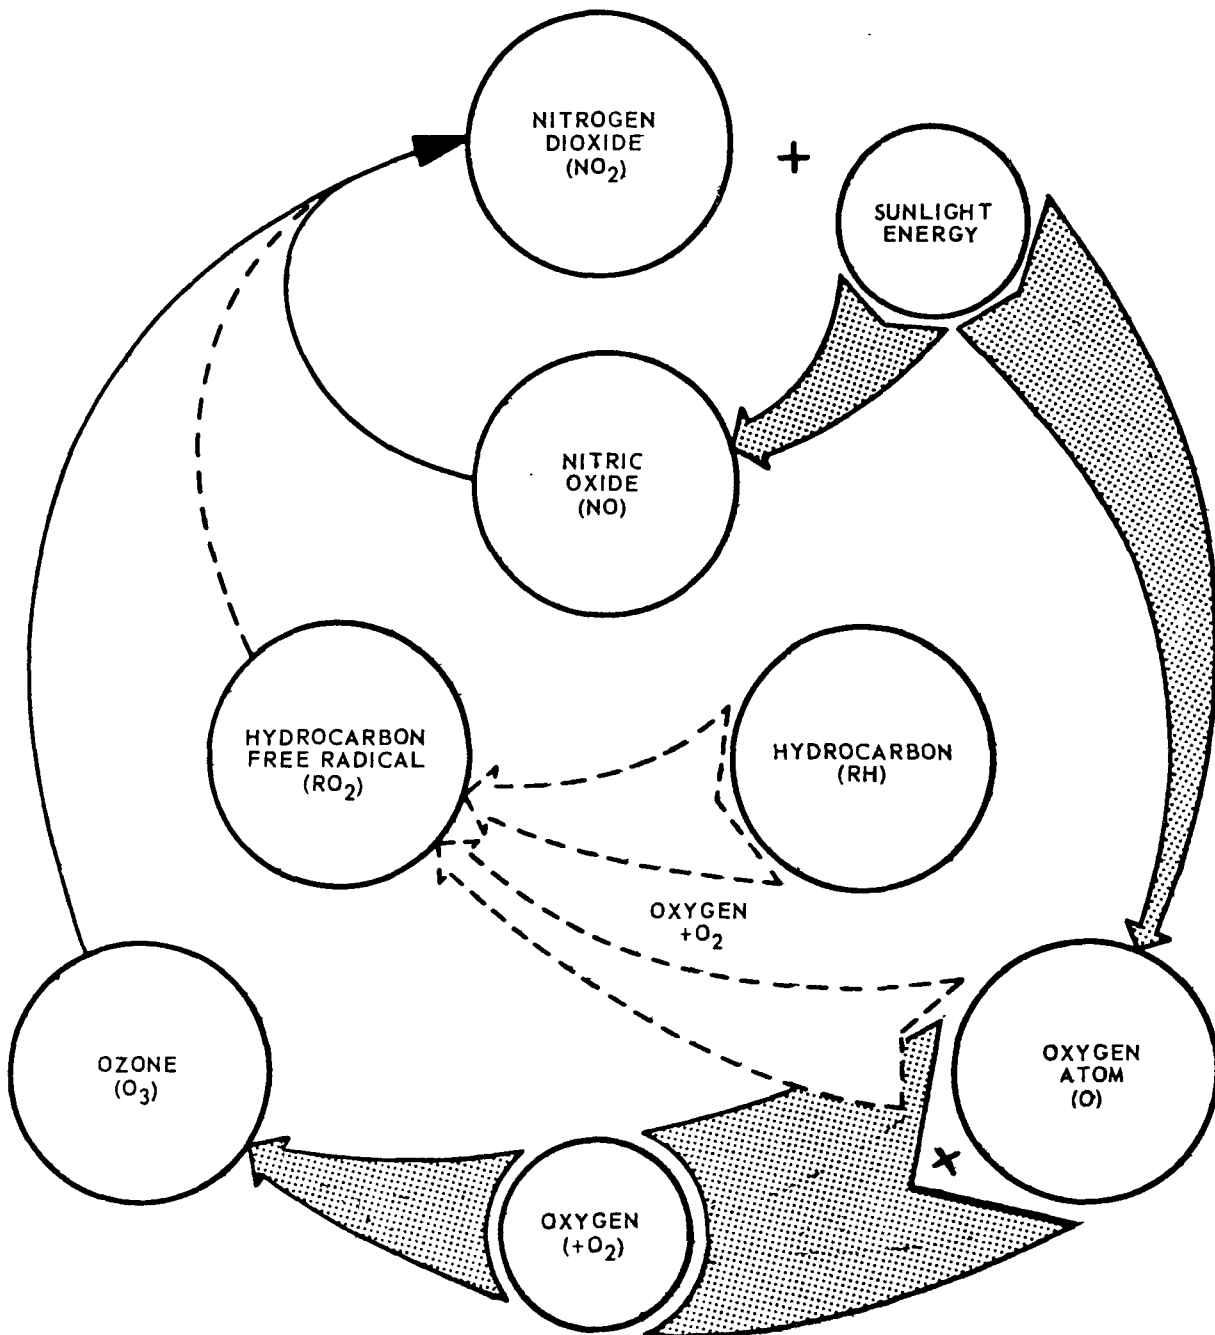 NITROGEN
DIOXIDE
(NO₂)
+
SUNLIGHT
ENERGY
NITRIC
OXIDE
(NO)
HYDROCARBON
FREE RADICAL
(RO₂)
HYDROCARBON
(RH)
OXYGEN
+O₂
OZONE
(O₃)
OXYGEN
ATOM
(O)
+
OXYGEN
(+O₂)